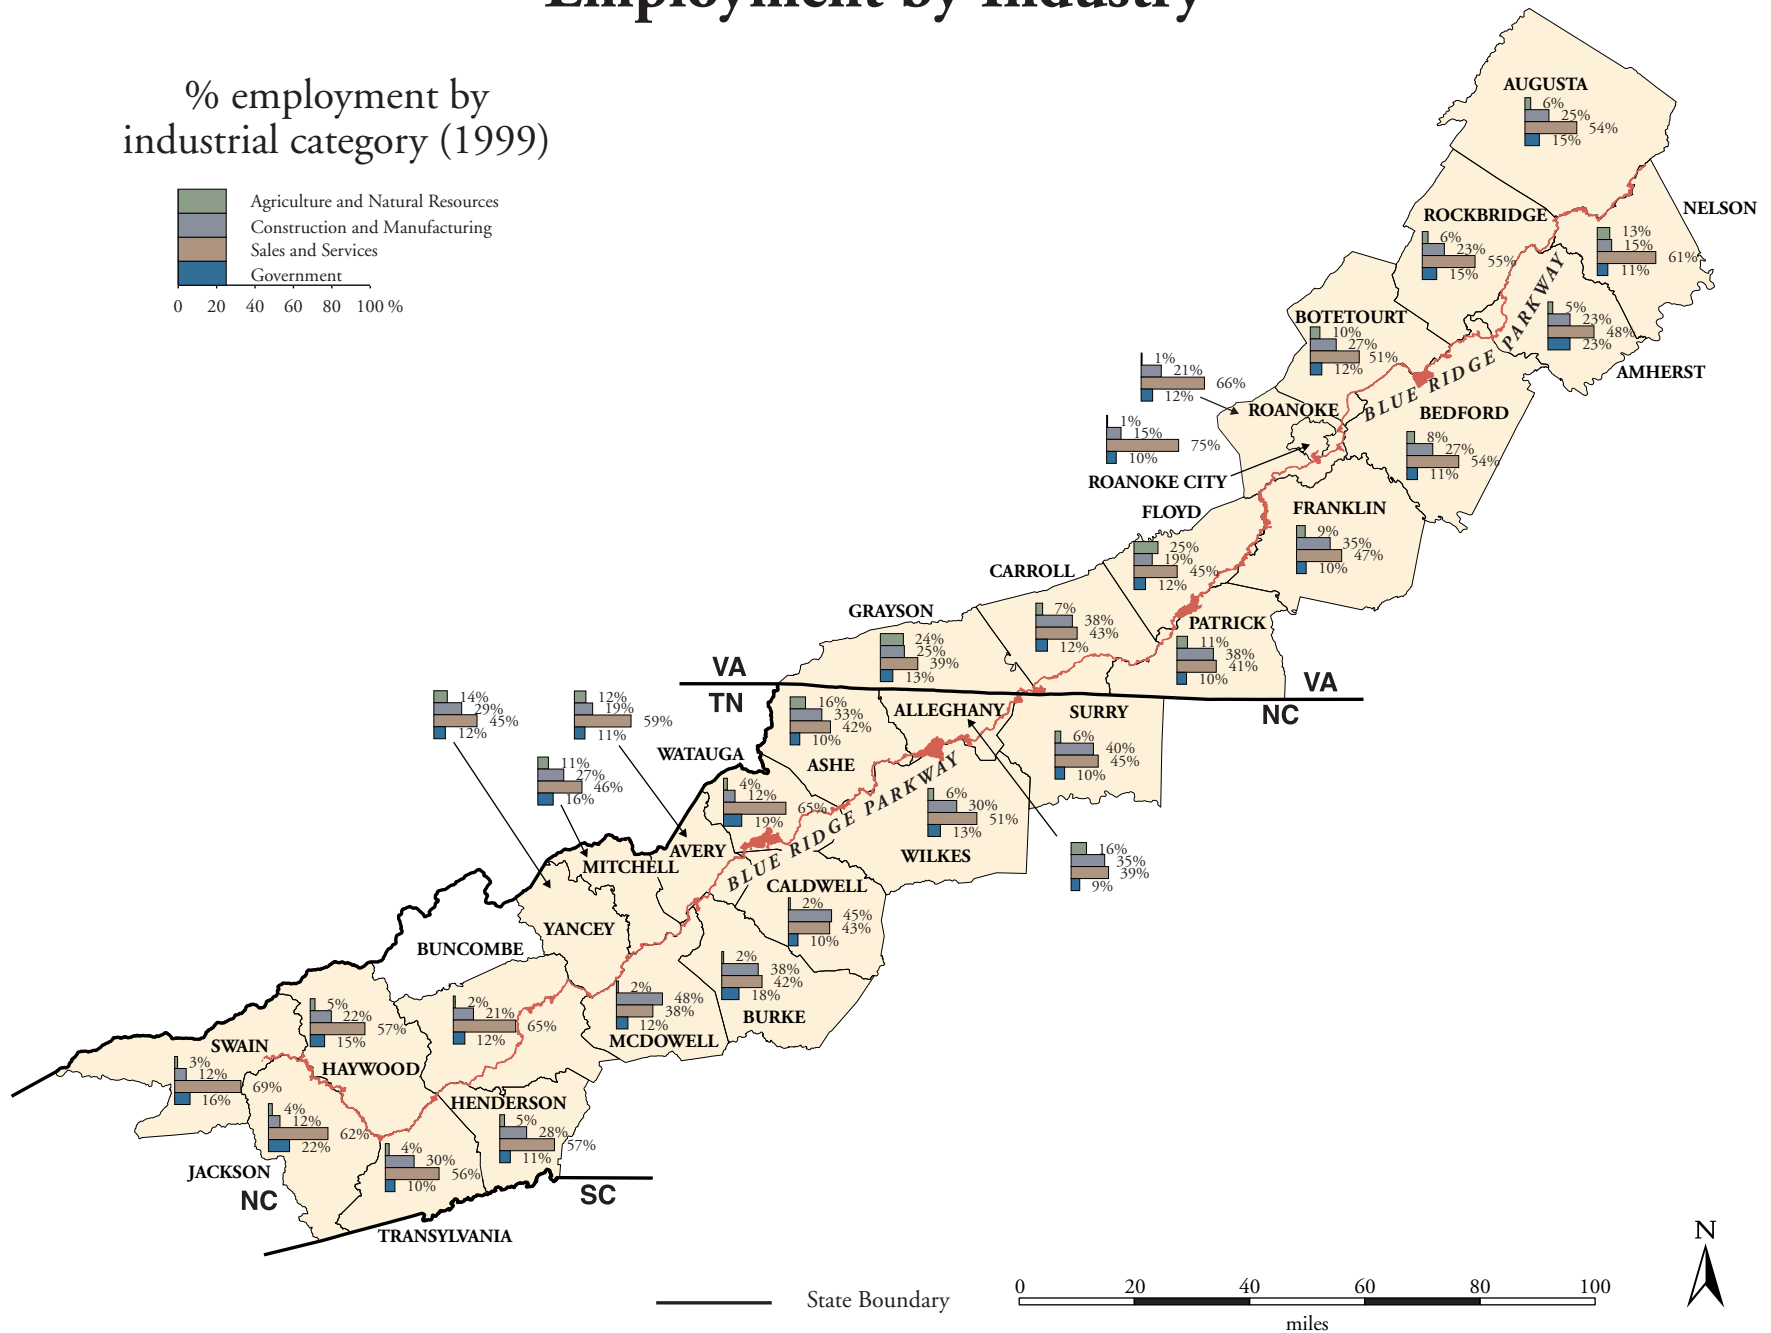 Employment by Industry
% employment by
industrial category (1999)
Agriculture and Natural Resources
Construction and Manufacturing
Sales and Services
Government
0 20 40 60 80 100 %
AUGUSTA
6%
25%
54%
15%
NELSON
13%
15%
61%
11%
ROCKBRIDGE
6%
23%
55%
15%
AMHERST
5%
23%
48%
23%
BOTETOURT
10%
27%
51%
12%
BLUE RIDGE PARKWAY
1%
21%
66%
12%
ROANOKE
1%
15%
75%
10%
ROANOKE CITY
BEDFORD
8%
27%
54%
11%
FLOYD
25%
19%
45%
12%
FRANKLIN
9%
35%
47%
10%
CARROLL
7%
38%
43%
12%
GRAYSON
24%
25%
39%
13%
PATRICK
11%
38%
41%
10%
VA
TN
VA
NC
14%
29%
45%
12%
12%
19%
59%
11%
11%
27%
46%
16%
WATAUGA
4%
12%
65%
19%
ASHE
16%
33%
42%
10%
ALLEGHANY
16%
35%
39%
9%
SURRY
6%
40%
45%
10%
BLUE RIDGE PARKWAY
WILKES
6%
30%
51%
13%
AVERY
MITCHELL
YANCEY
CALDWELL
2%
45%
43%
10%
BUNCOMBE
2%
21%
65%
12%
BURKE
2%
38%
42%
18%
MCDOWELL
2%
48%
38%
12%
HAYWOOD
5%
22%
57%
15%
SWAIN
3%
12%
69%
16%
JACKSON
4%
12%
62%
22%
HENDERSON
5%
28%
57%
11%
TRANSYLVANIA
4%
30%
56%
10%
NC
SC
State Boundary
0 20 40 60 80 100
miles
N